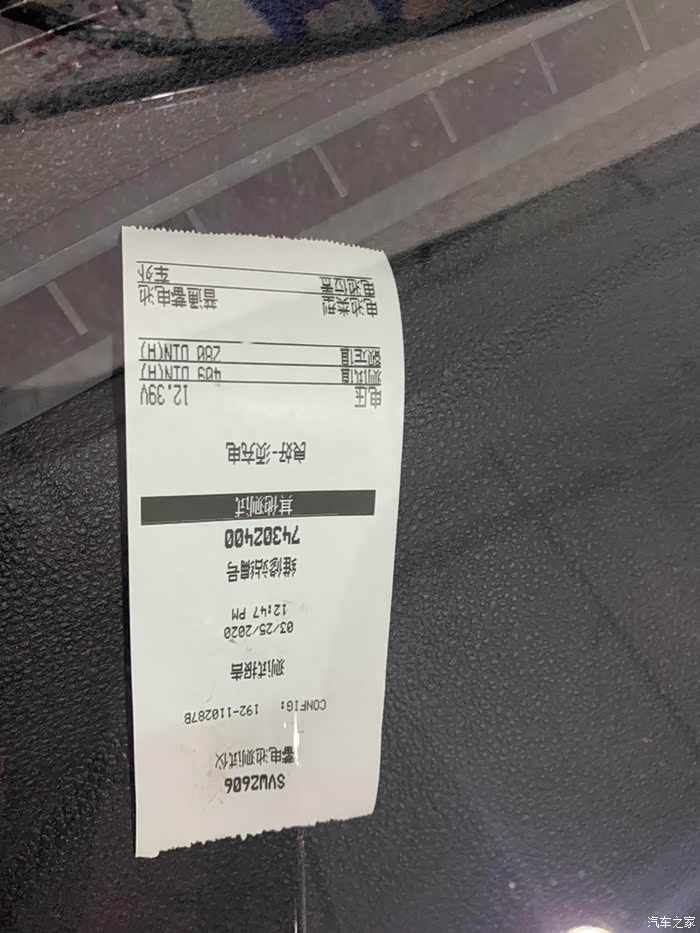 SVW2606
蓄电池测试仪
CONFIG: 192-110287B
测试报告
03/25/2020
12:47 PM
维修站编号
74302400
其他测试
良好-须充电
电压 12.39V
测试值 409 DIN(H)
额定值 280 DIN(H)
电池类型 普通蓄电池
电池位置 车外
汽车之家